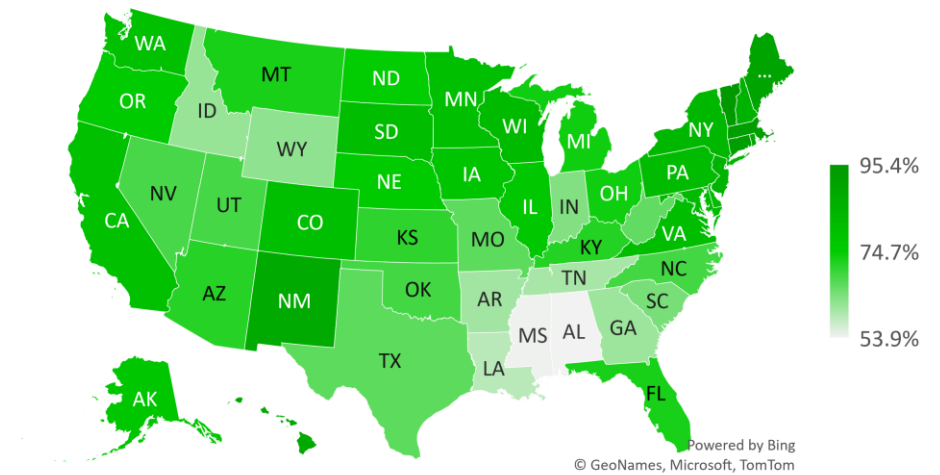 WA
MT
ND
MN
...
OR
ID
SD
WI
MI
NY
WY
IA
PA
NE
NV
UT
CO
IL
IN
OH
CA
KS
MO
KY
VA
AZ
NM
OK
AR
TN
NC
SC
TX
LA
MS
AL
GA
FL
AK
95.4%
74.7%
53.9%
Powered by Bing
© GeoNames, Microsoft, TomTom